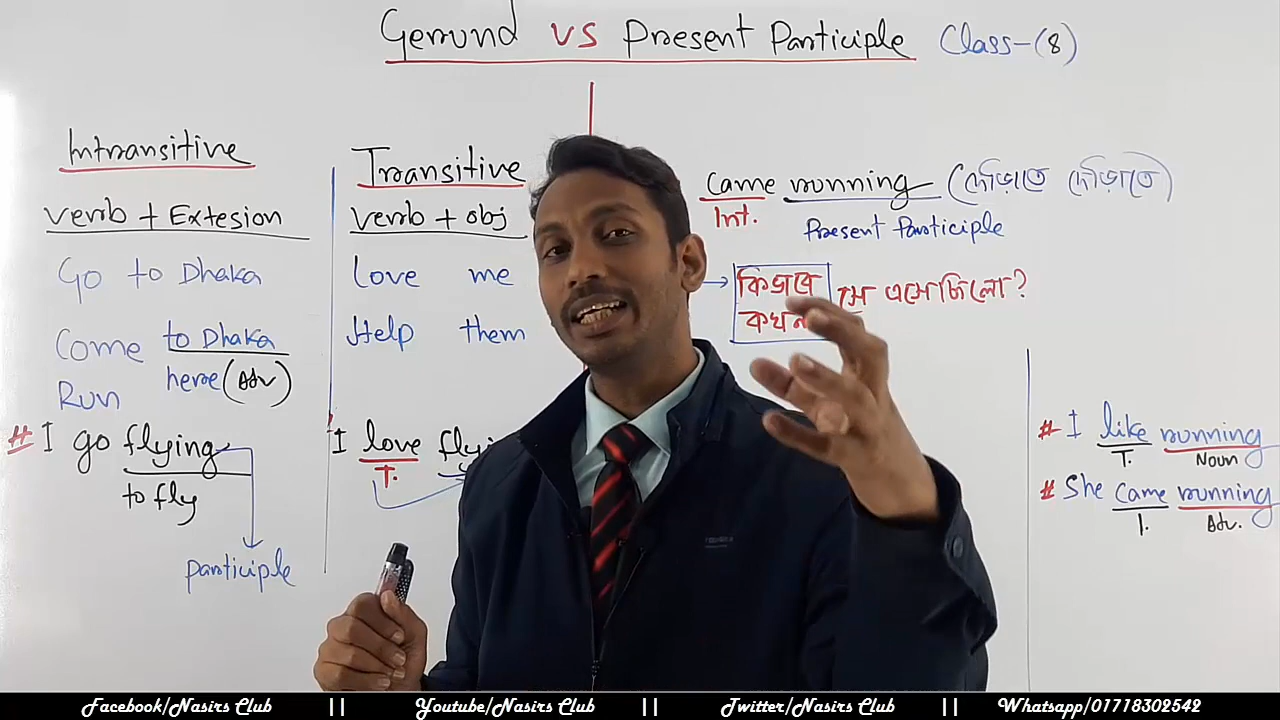 Gerund VS Present Participle Class-(8)
Intransitive
verb + Extesion
Go to Dhaka
Come to Dhaka
here (Adv)
Run
# I go flying
to fly
participle
Transitive
verb + obj
Love me
Help them
I love
T.
came running (দৌড়াতে দৌড়াতে)
Int.
Present Participle
কিভাবে সে এসেছিলো?
# I like running
T. Noun
# She came running
I. Adv.
Facebook/Nasirs Club || Youtube/Nasirs Club || Twitter/Nasirs Club || Whatsapp/01718302542